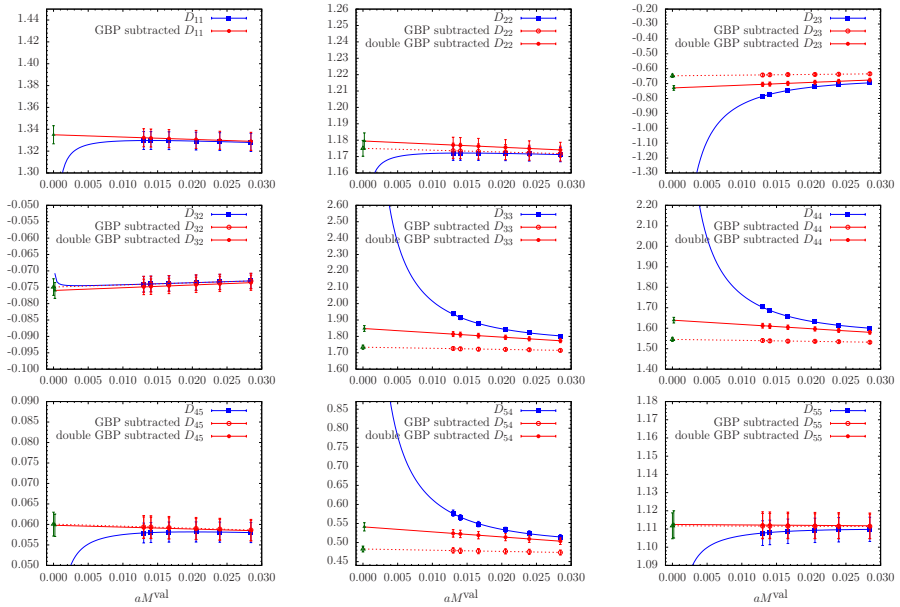 1.44
1.42
1.40
1.38
1.36
1.34
1.32
1.30
0.000 0.005 0.010 0.015 0.020 0.025 0.030
D11
GBP subtracted D11
1.26
1.25
1.24
1.23
1.22
1.21
1.20
1.19
1.18
1.17
1.16
0.000 0.005 0.010 0.015 0.020 0.025 0.030
D22
GBP subtracted D22
double GBP subtracted D22
-0.20
-0.30
-0.40
-0.50
-0.60
-0.70
-0.80
-0.90
-1.00
-1.10
-1.20
-1.30
0.000 0.005 0.010 0.015 0.020 0.025 0.030
D23
GBP subtracted D23
double GBP subtracted D23
-0.050
-0.055
-0.060
-0.065
-0.070
-0.075
-0.080
-0.085
-0.090
-0.095
-0.100
0.000 0.005 0.010 0.015 0.020 0.025 0.030
D32
GBP subtracted D32
double GBP subtracted D32
2.60
2.50
2.40
2.30
2.20
2.10
2.00
1.90
1.80
1.70
1.60
0.000 0.005 0.010 0.015 0.020 0.025 0.030
D33
GBP subtracted D33
double GBP subtracted D33
2.20
2.10
2.00
1.90
1.80
1.70
1.60
1.50
1.40
0.000 0.005 0.010 0.015 0.020 0.025 0.030
D44
GBP subtracted D44
double GBP subtracted D44
0.090
0.085
0.080
0.075
0.070
0.065
0.060
0.055
0.050
0.000 0.005 0.010 0.015 0.020 0.025 0.030
aM^val
D45
GBP subtracted D45
double GBP subtracted D45
0.85
0.80
0.75
0.70
0.65
0.60
0.55
0.50
0.45
0.000 0.005 0.010 0.015 0.020 0.025 0.030
aM^val
D54
GBP subtracted D54
double GBP subtracted D54
1.18
1.17
1.16
1.15
1.14
1.13
1.12
1.11
1.10
1.09
0.000 0.005 0.010 0.015 0.020 0.025 0.030
aM^val
D55
GBP subtracted D55
double GBP subtracted D55